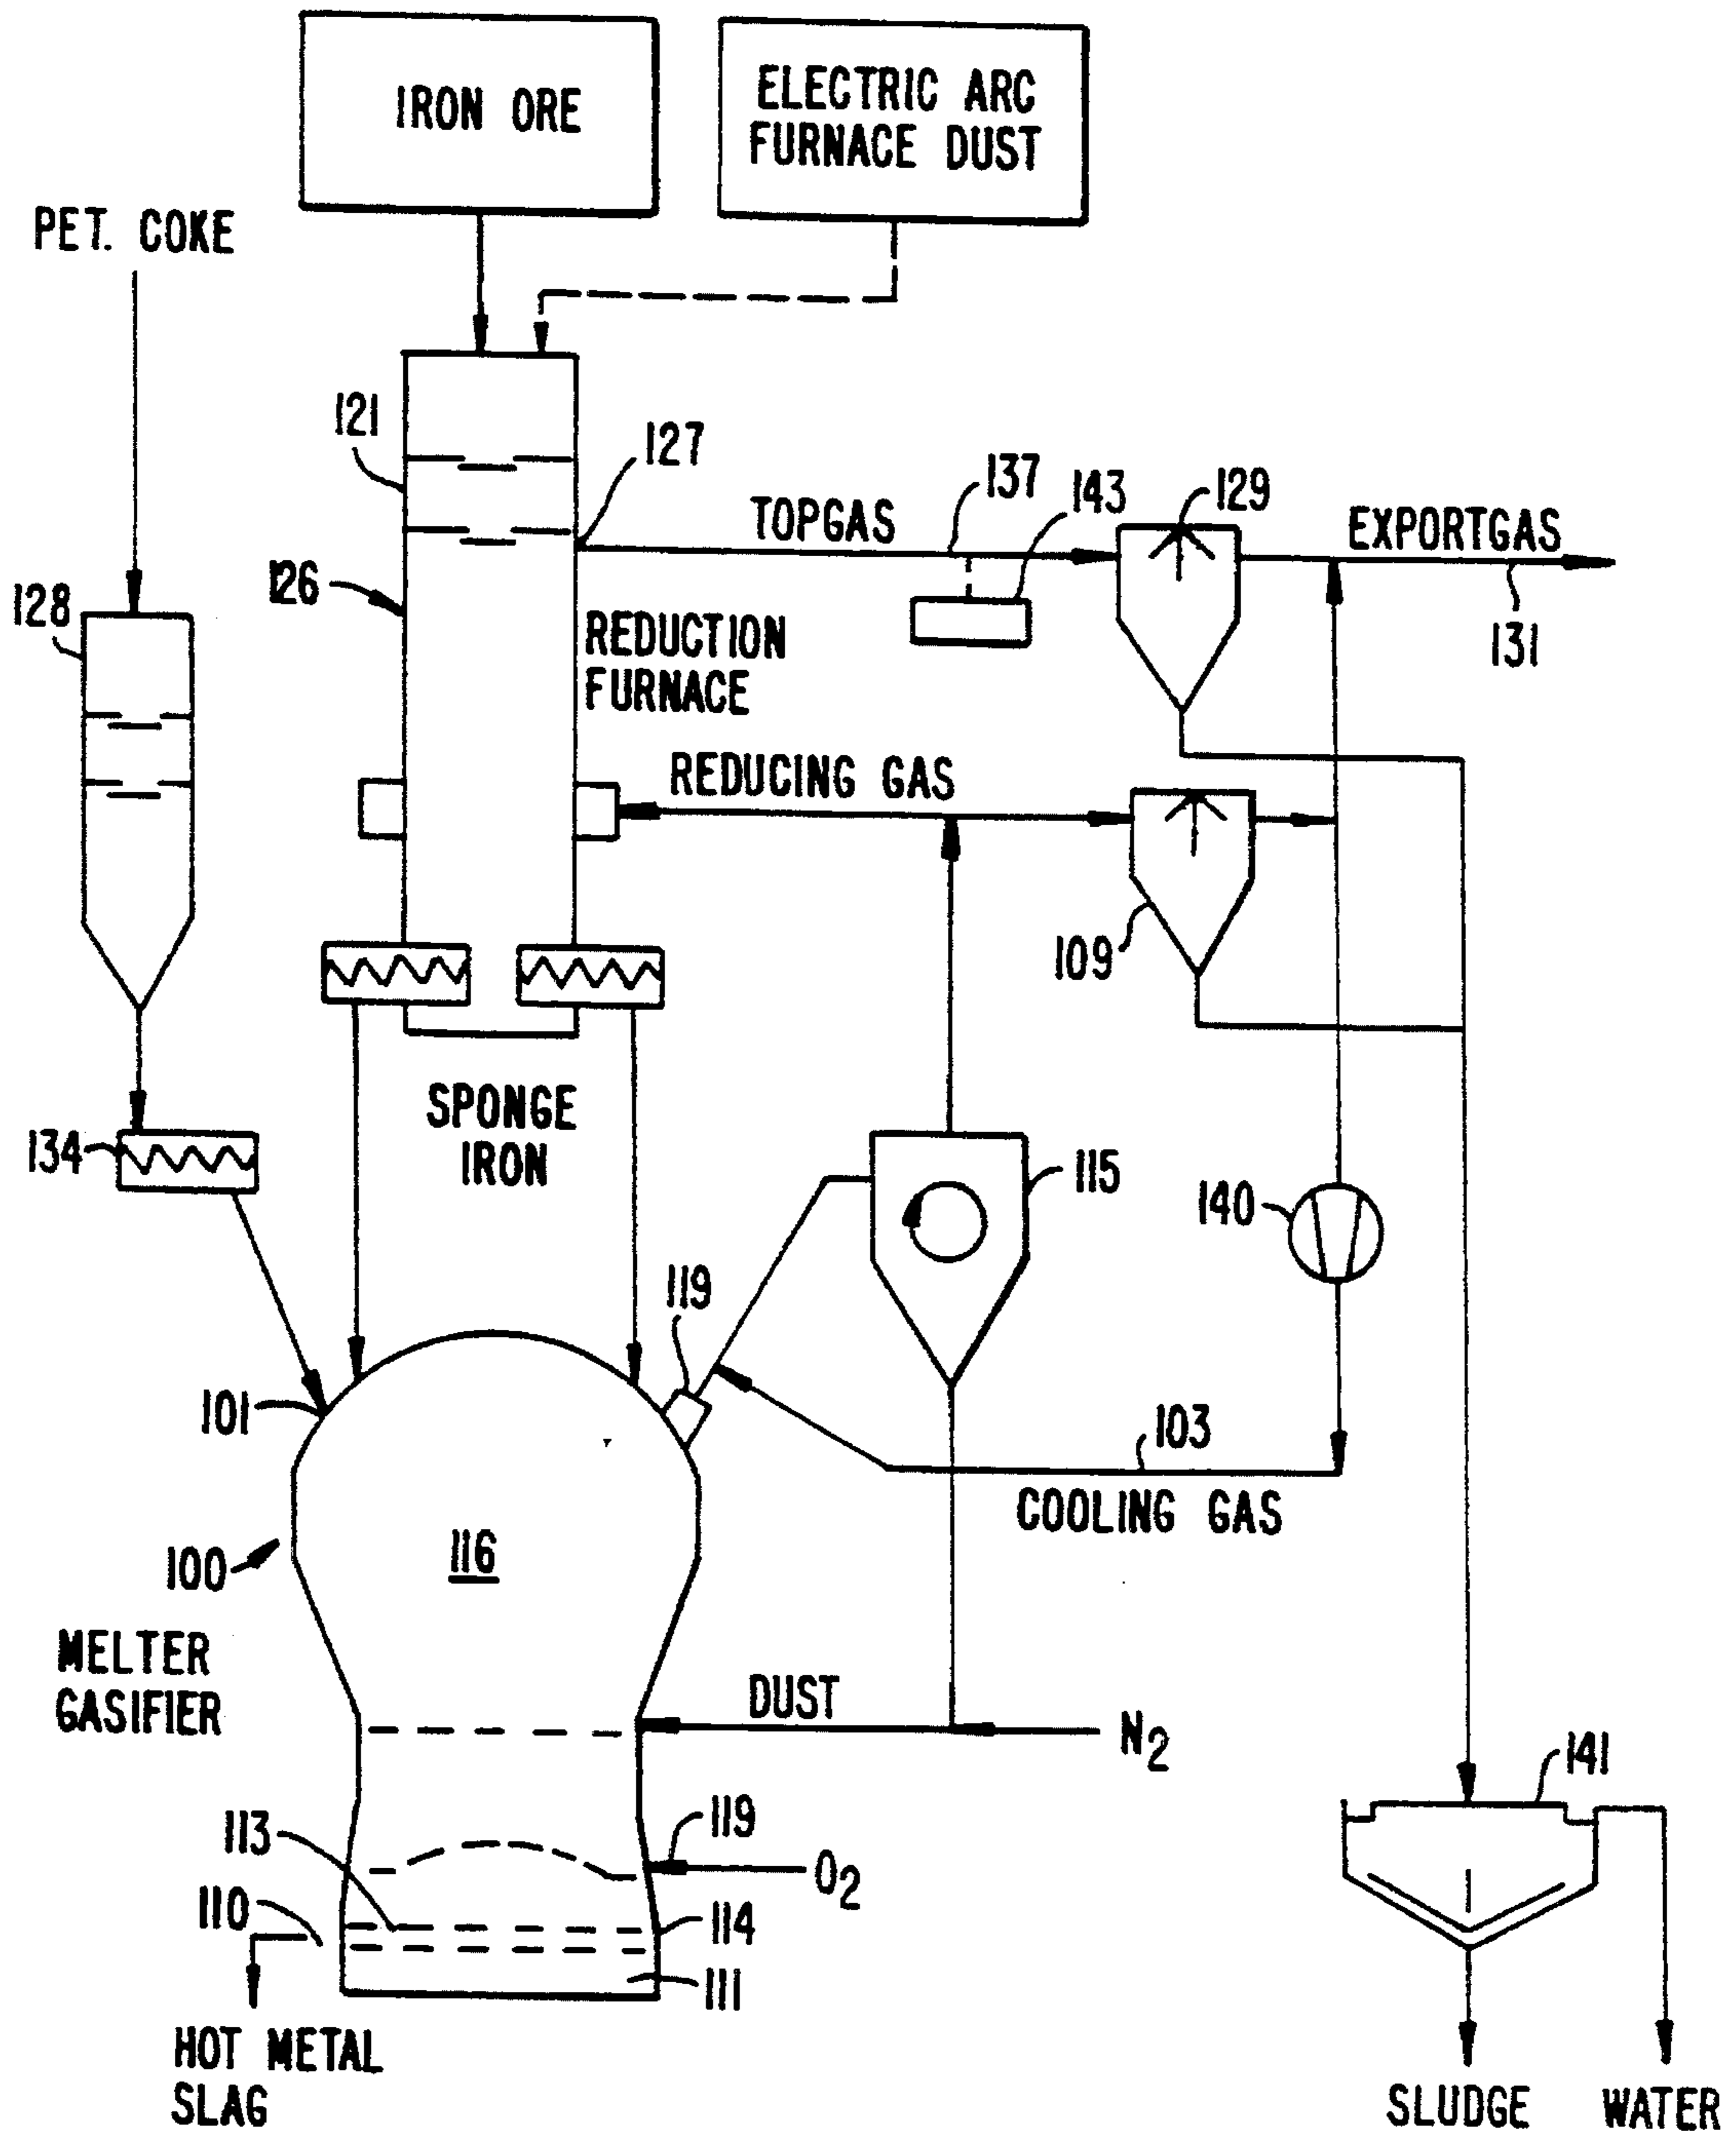 IRON ORE
ELECTRIC ARC
FURNACE DUST
PET. COKE
121
127
137
143
129
TOPGAS
EXPORTGAS
126
128
131
REDUCTION
FURNACE
REDUCING GAS
109
SPONGE
IRON
134
115
140
119
101
103
COOLING GAS
100
116
MELTER
GASIFIER
DUST
N2
141
113
119
O2
110
114
111
HOT METAL
SLAG
SLUDGE
WATER